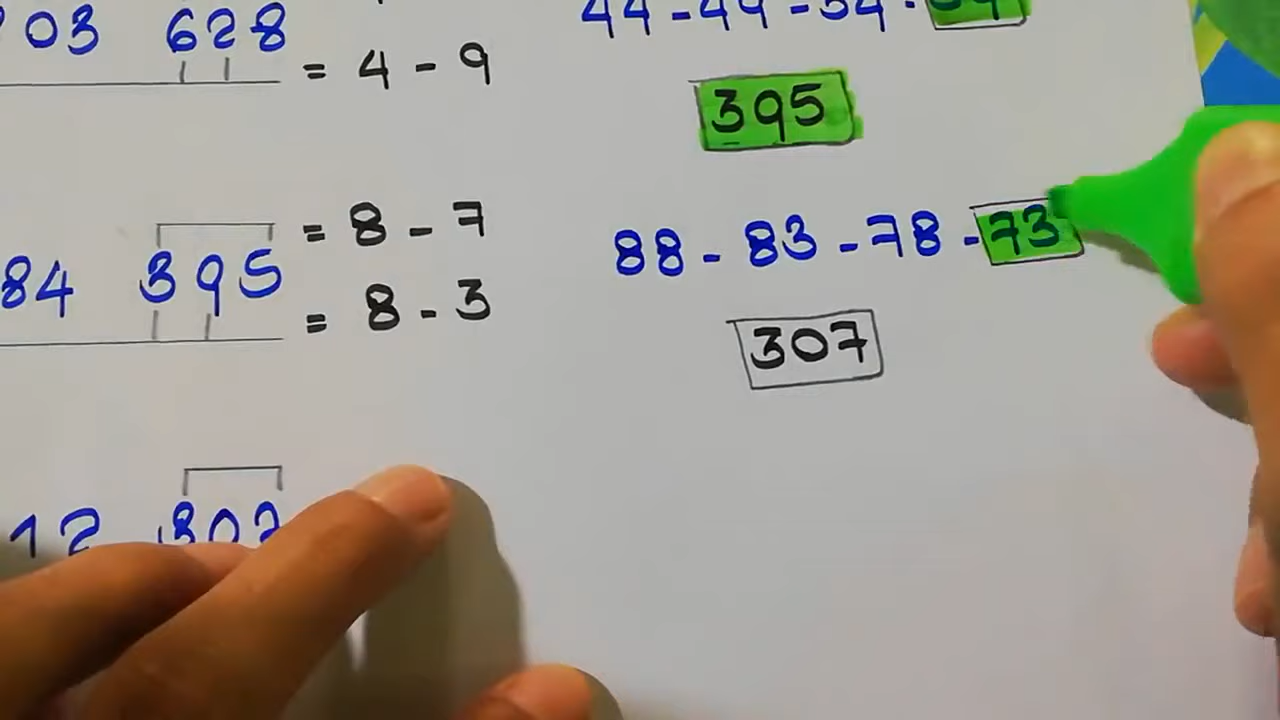 03 628 = 4 - 9
44 - 49 - 54 -
395
= 8 - 7
84 395
= 8 - 3
88 - 83 - 78 - 73
307
12